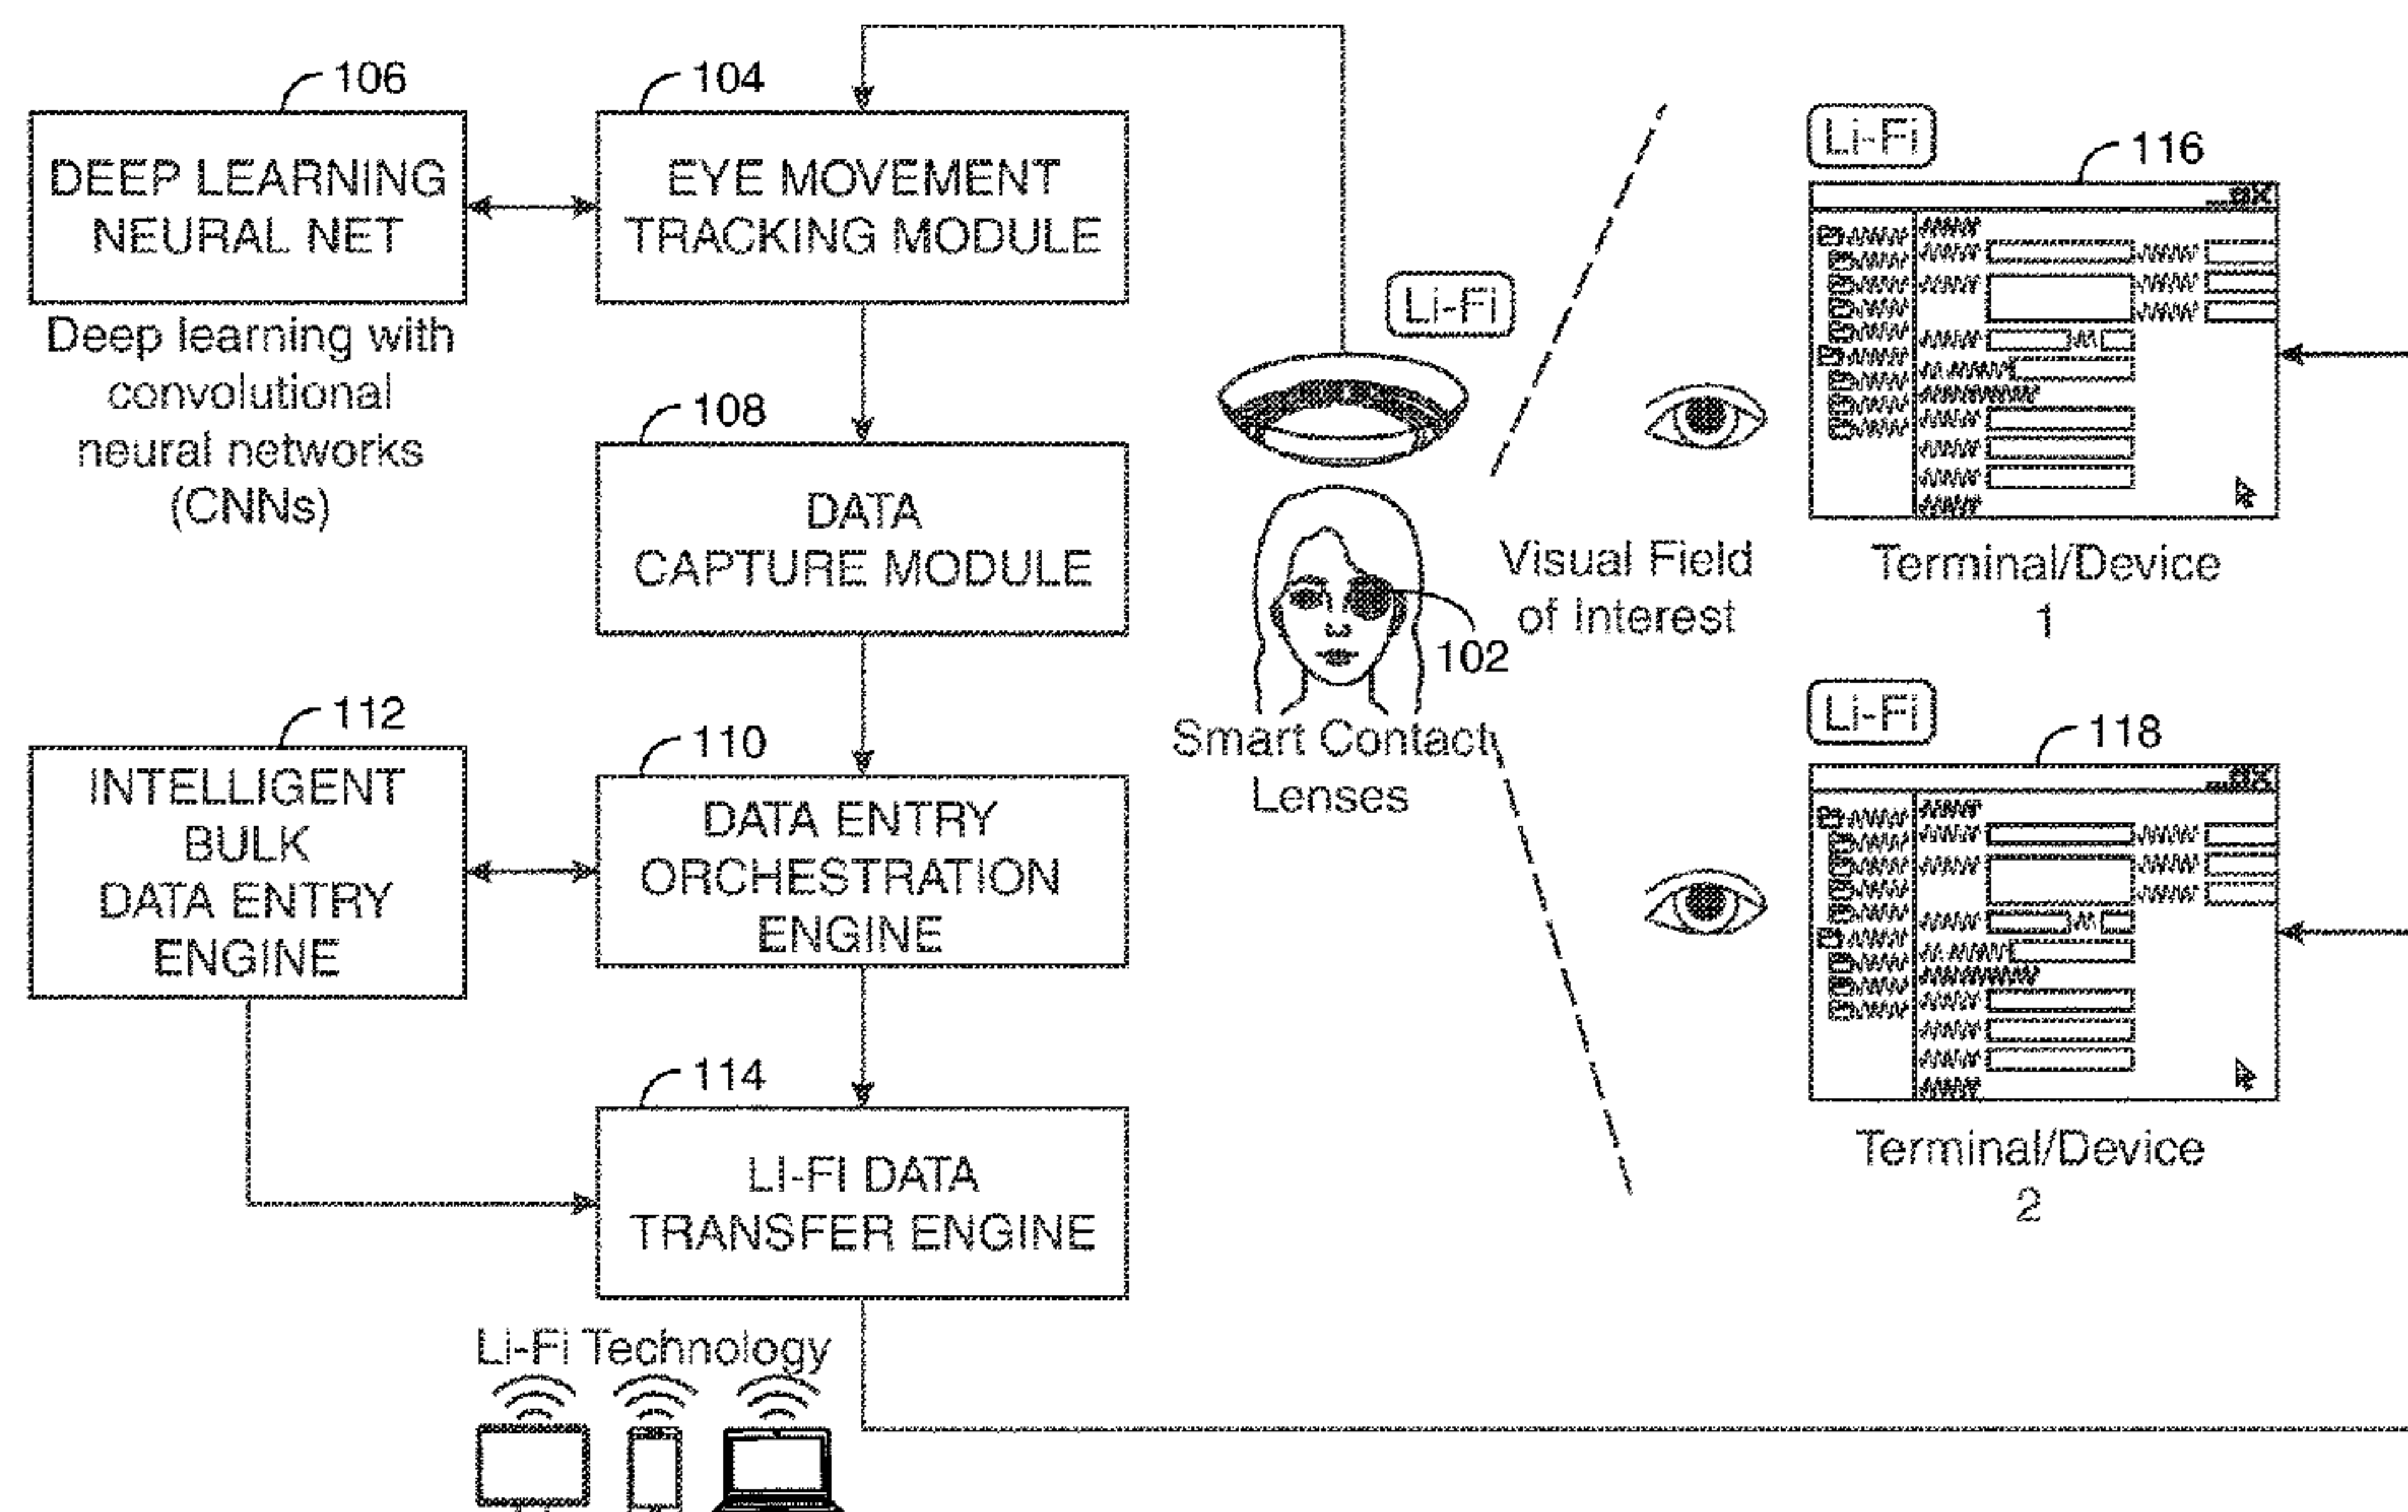 106
DEEP LEARNING
NEURAL NET
Deep learning with
convolutional
neural networks
(CNNs)
104
EYE MOVEMENT
TRACKING MODULE
108
DATA
CAPTURE MODULE
112
INTELLIGENT
BULK
DATA ENTRY
ENGINE
110
DATA ENTRY
ORCHESTRATION
ENGINE
114
LI-FI DATA
TRANSFER ENGINE
Li-Fi Technology
Li-Fi
102
Smart Contact
Lenses
Visual Field
of Interest
Li-Fi
116
Terminal/Device
1
Li-Fi
118
Terminal/Device
2